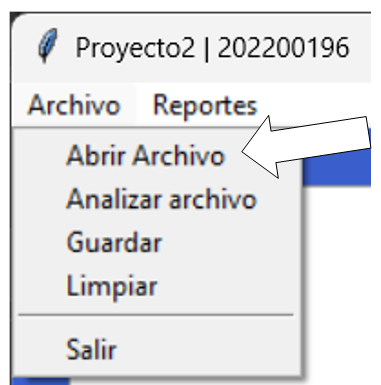 Proyecto2 | 202200196
Archivo Reportes
Abrir Archivo
Analizar archivo
Guardar
Limpiar
Salir